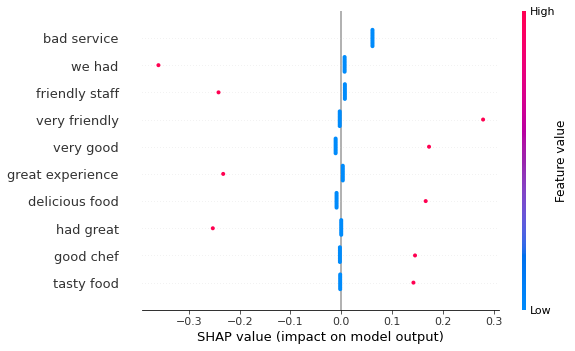 High
bad service
we had
friendly staff
very friendly
very good
great experience
delicious food
had great
good chef
tasty food
Feature value
Low
−0.3 −0.2 −0.1 0.0 0.1 0.2 0.3
SHAP value (impact on model output)